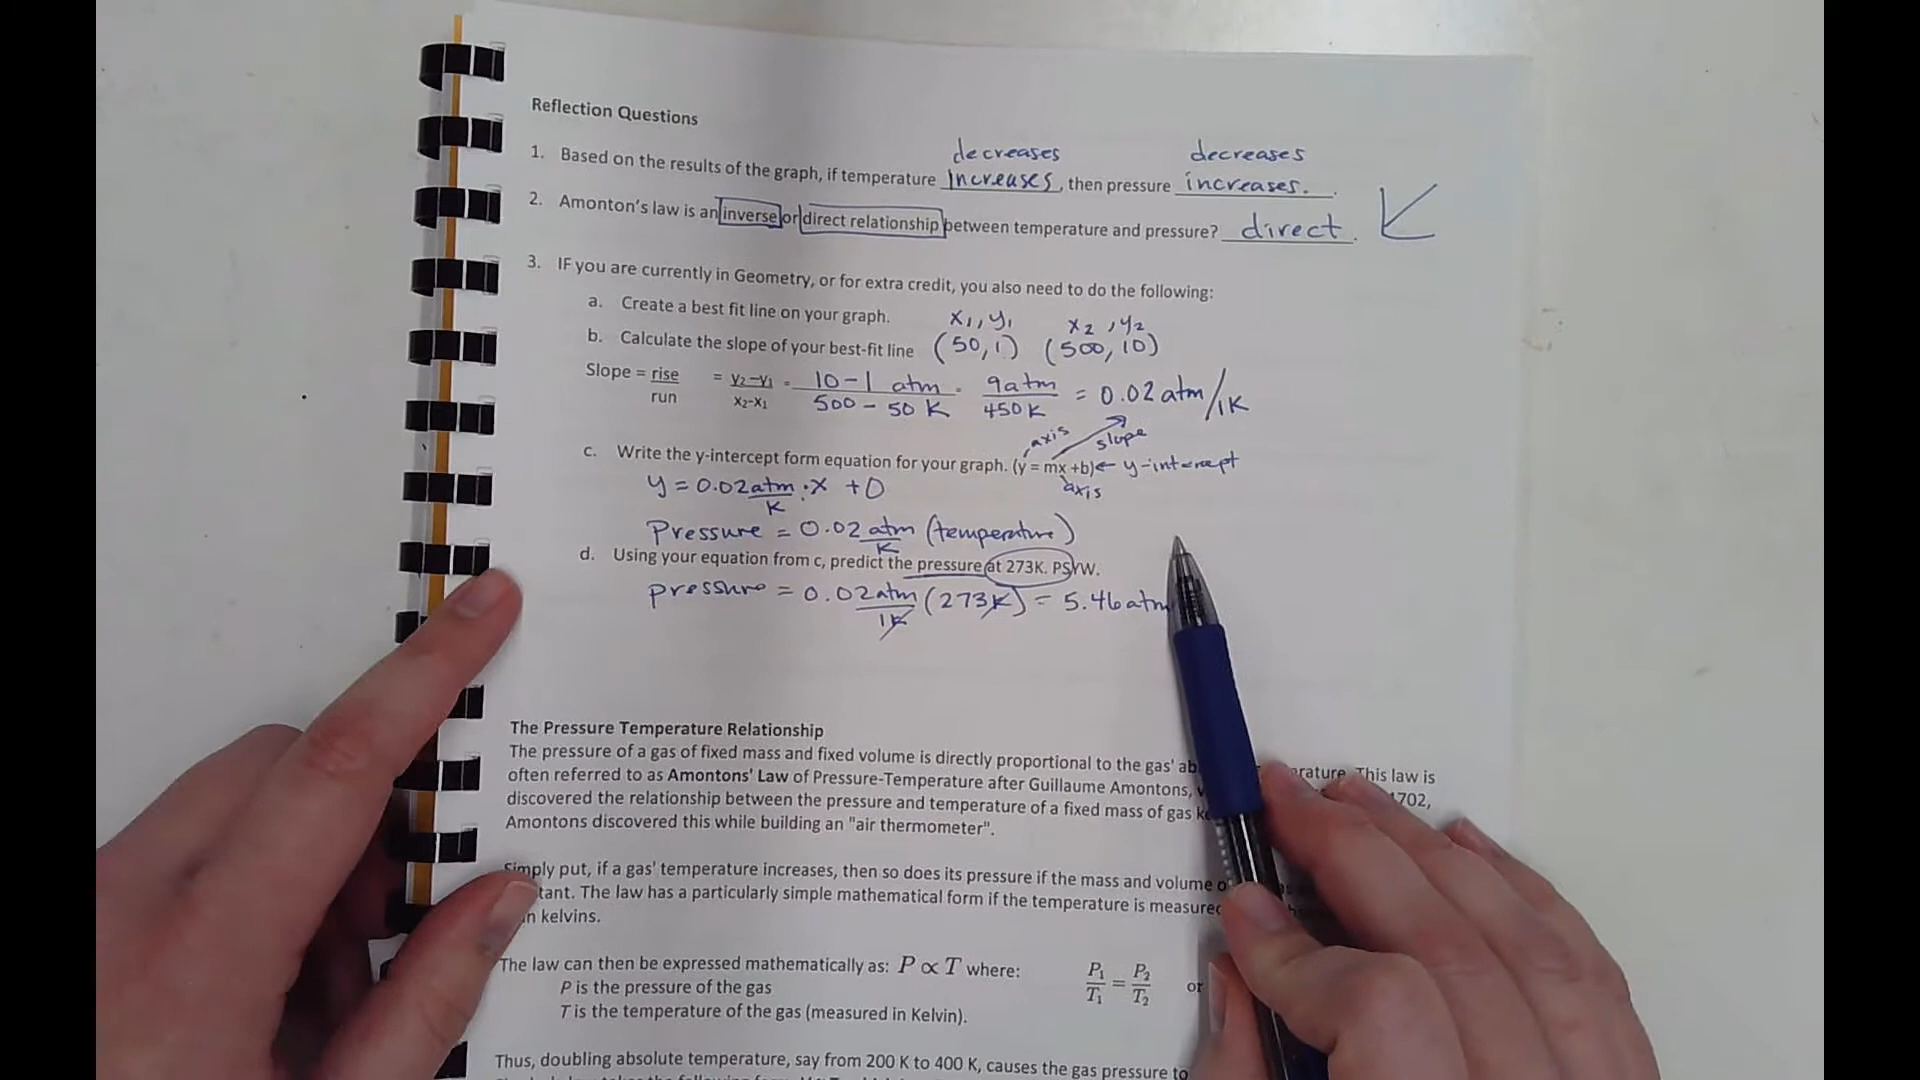 Reflection Questions
decreases decreases
1. Based on the results of the graph, if temperature increases, then pressure increases.
2. Amonton's law is an inverse or direct relationship between temperature and pressure? direct.
3. IF you are currently in Geometry, or for extra credit, you also need to do the following:
a. Create a best fit line on your graph.
x₁, y₁ x₂, y₂
b. Calculate the slope of your best-fit line (50, 1) (500, 10)
Slope = rise = y₂-y₁ = 10-1 atm = 9 atm = 0.02 atm/1K
run x₂-x₁ 500-50 K 450K
axis slope
c. Write the y-intercept form equation for your graph. (y = mx +b) ← y-intercept
axis
y = 0.02 atm/K · x + 0
Pressure = 0.02 atm/K (temperature)
d. Using your equation from c, predict the pressure at 273K. PSYW.
pressure = 0.02 atm/1K (273K) = 5.46 atm
The Pressure Temperature Relationship
The pressure of a gas of fixed mass and fixed volume is directly proportional to the gas' This law is
often referred to as Amontons' Law of Pressure-Temperature after Guillaume Amontons,
discovered the relationship between the pressure and temperature of a fixed mass of gas 1702,
Amontons discovered this while building an "air thermometer".
Simply put, if a gas' temperature increases, then so does its pressure if the mass and volume
The law has a particularly simple mathematical form if the temperature is
in kelvins.
The law can then be expressed mathematically as: P ∝ T where: P₁/T₁ = P₂/T₂ or
P is the pressure of the gas
T is the temperature of the gas (measured in Kelvin).
Thus, doubling absolute temperature, say from 200 K to 400 K, causes the gas pressure to